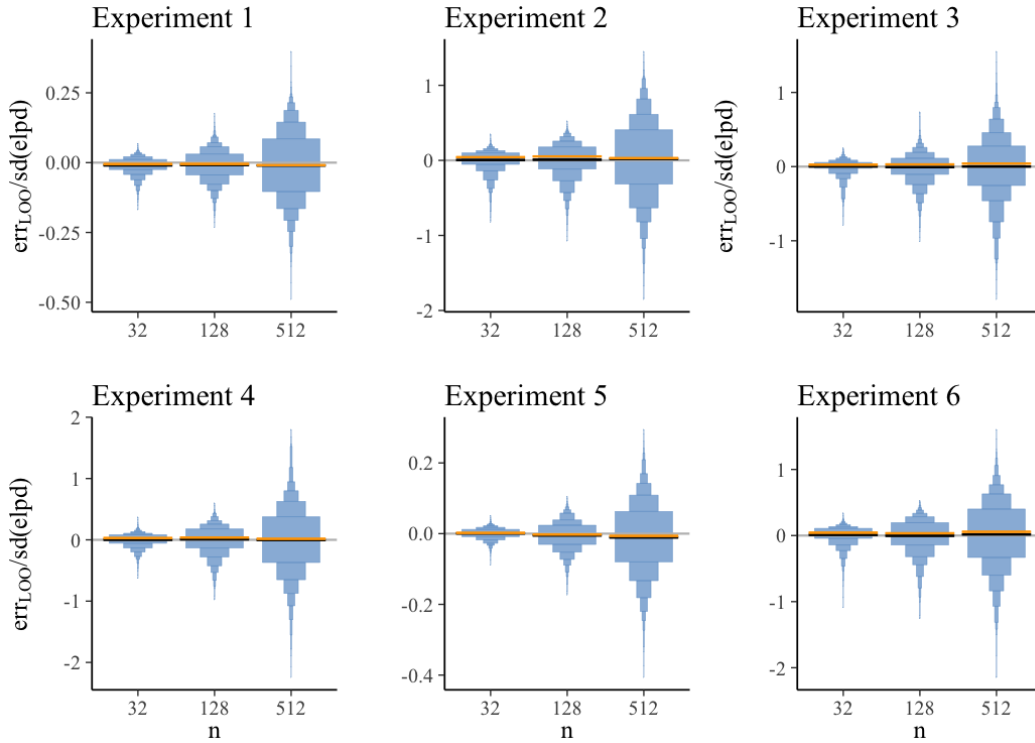 Experiment 1
Experiment 2
Experiment 3
err_LOO/sd(elpd)
0.25
0.00
-0.25
-0.50
32 128 512
1
0
-1
-2
32 128 512
err_LOO/sd(elpd)
1
0
-1
32 128 512
Experiment 4
Experiment 5
Experiment 6
err_LOO/sd(elpd)
2
1
0
-1
-2
32 128 512
n
0.2
0.0
-0.2
-0.4
32 128 512
n
1
0
-1
-2
32 128 512
n